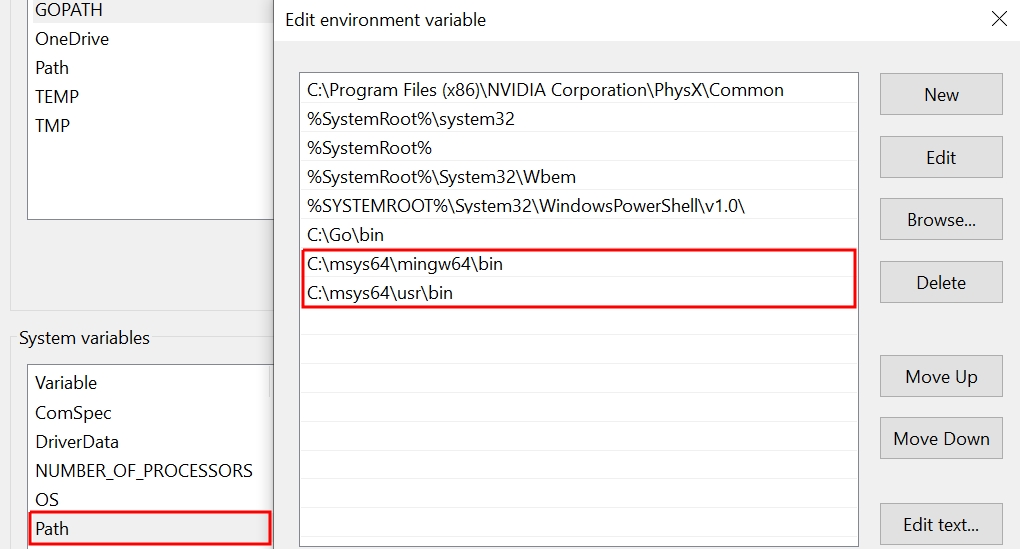 GOPATH
OneDrive
Path
TEMP
TMP
System variables
Variable
ComSpec
DriverData
NUMBER_OF_PROCESSORS
OS
Path
Edit environment variable
C:\Program Files (x86)\NVIDIA Corporation\PhysX\Common
%SystemRoot%\system32
%SystemRoot%
%SystemRoot%\System32\Wbem
%SYSTEMROOT%\System32\WindowsPowerShell\v1.0\
C:\Go\bin
C:\msys64\mingw64\bin
C:\msys64\usr\bin
New
Edit
Browse...
Delete
Move Up
Move Down
Edit text...